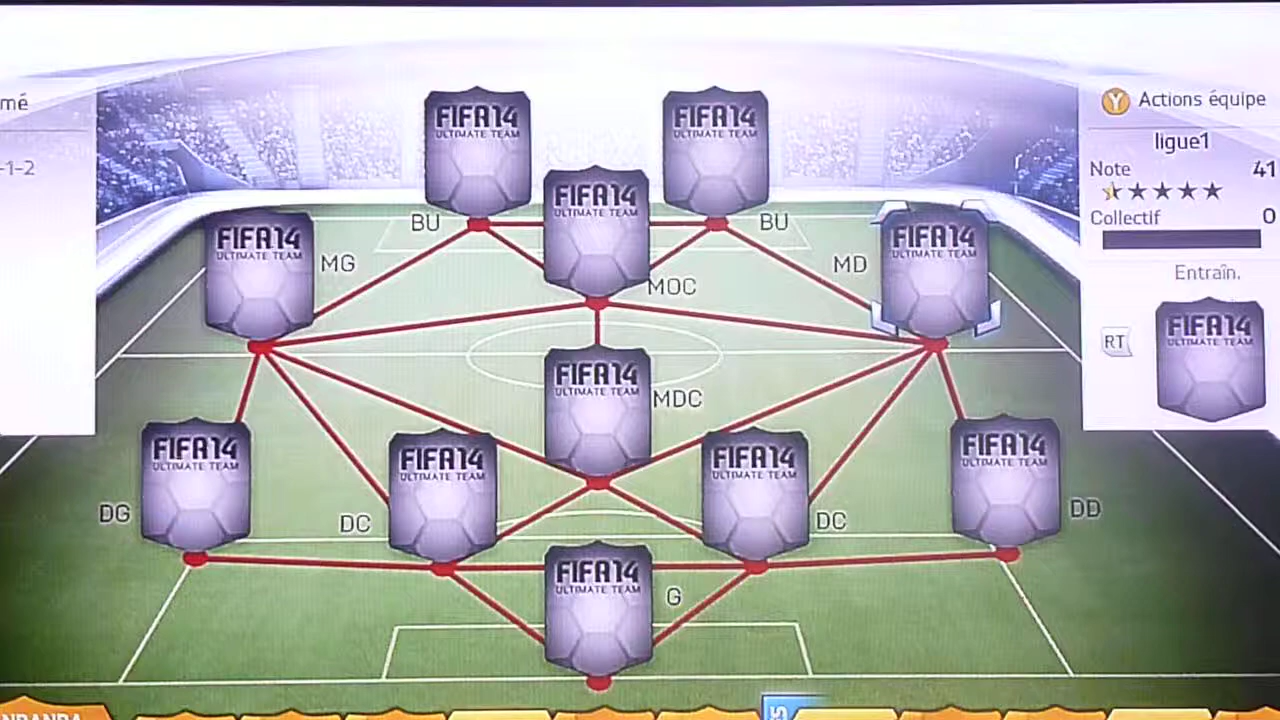 mé
-1-2
FIFA14
ULTIMATE TEAM
FIFA14
ULTIMATE TEAM
BU
BU
FIFA14
ULTIMATE TEAM
MOC
FIFA14
ULTIMATE TEAM
MG
MD
FIFA14
ULTIMATE TEAM
FIFA14
ULTIMATE TEAM
MDC
FIFA14
ULTIMATE TEAM
DG
FIFA14
ULTIMATE TEAM
DC
FIFA14
ULTIMATE TEAM
DC
FIFA14
ULTIMATE TEAM
DD
FIFA14
ULTIMATE TEAM
G
Y Actions équipe
ligue1
Note 41
Collectif 0
Entraîn.
RT
FIFA14
ULTIMATE TEAM